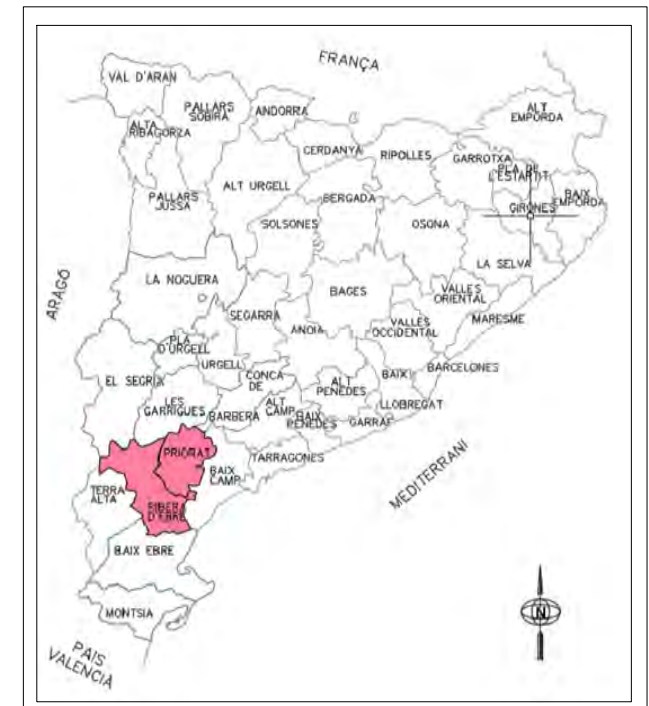 FRANÇA
VAL D'ARAN
PALLARS
SOBIRA
ANDORRA
ALT
EMPORDA
ALTA
RIBAGORZA
CERDANYA
RIPOLLES
GARROTXA
PLA DE
L'ESTARTIT
ALT URGELL
BERGADA
PALLARS
JUSSA
BAIX
EMPORDA
GIRONES
SOLSONES
OSONA
LA SELVA
ARAGÓ
LA NOGUERA
BAGES
VALLES
ORIENTAL
SEGARRA
MARESME
ANOIA
VALLES
OCCIDENTAL
PLA
D'URGELL
URGELL
BARCELONES
CONCA
DE
BARBERA
BAIX
LLOBREGAT
EL SEGRIX
ALT
PENEDES
LES
GARRIGUES
ALT
CAMP
BAIX
PENEDES
GARRAF
PRIORAT
TARRAGONES
BAIX
CAMP
MEDITERRANI
TERRA
ALTA
RIBERA
D'EBRE
BAIX EBRE
MONTSIA
N
PAIS
VALENCIA